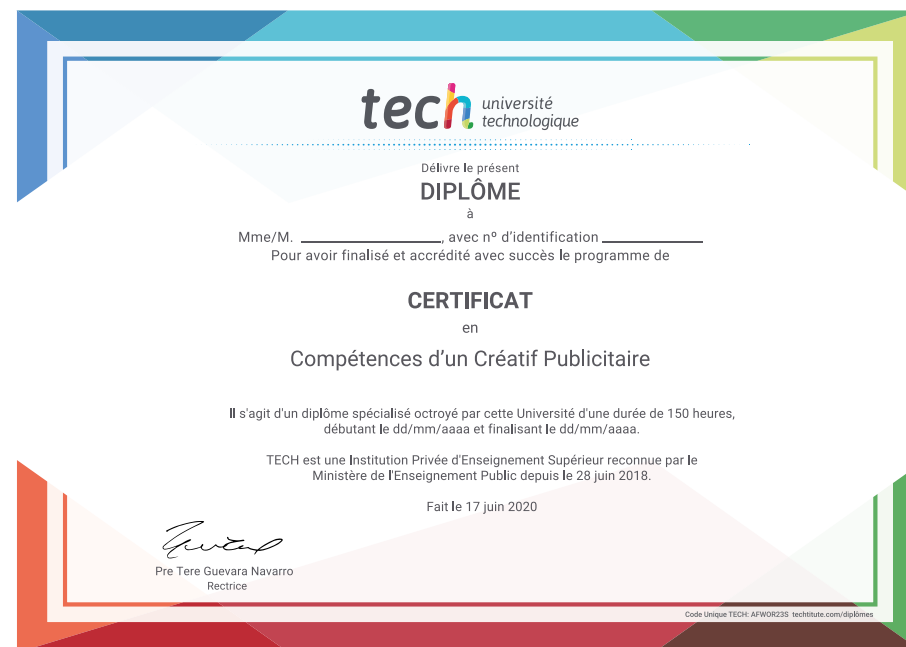 tech université
technologique
Délivre le présent
DIPLÔME
à
Mme/M. ____________________, avec nº d'identification ______________
Pour avoir finalisé et accrédité avec succès le programme de
CERTIFICAT
en
Compétences d'un Créatif Publicitaire
Il s'agit d'un diplôme spécialisé octroyé par cette Université d'une durée de 150 heures,
débutant le dd/mm/aaaa et finalisant le dd/mm/aaaa.
TECH est une Institution Privée d'Enseignement Supérieur reconnue par le
Ministère de l'Enseignement Public depuis le 28 juin 2018.
Fait le 17 juin 2020
Pre Tere Guevara Navarro
Rectrice
Code Unique TECH: AFWOR23S techtitute.com/diplômes